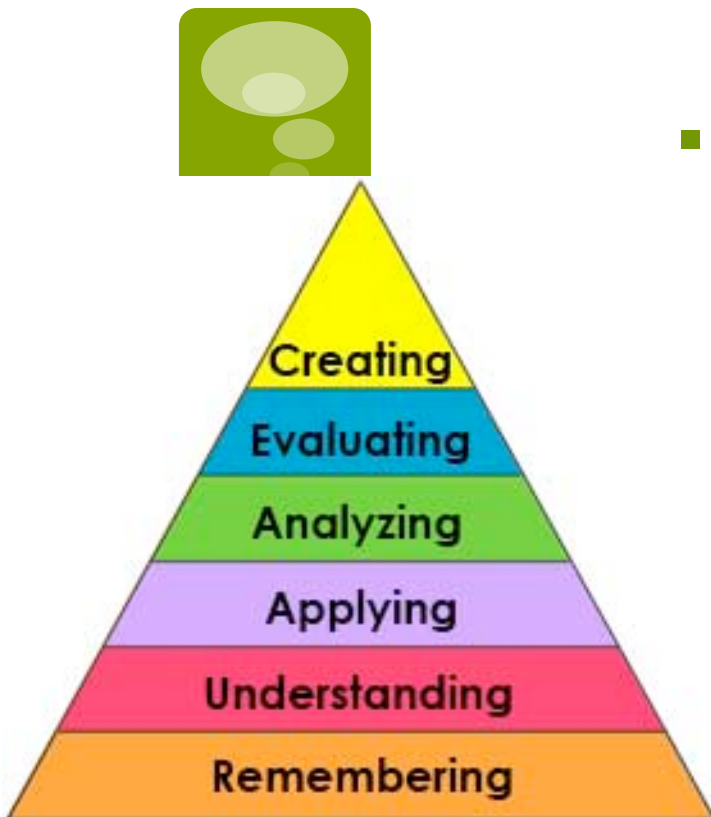 Creating
Evaluating
Analyzing
Applying
Understanding
Remembering